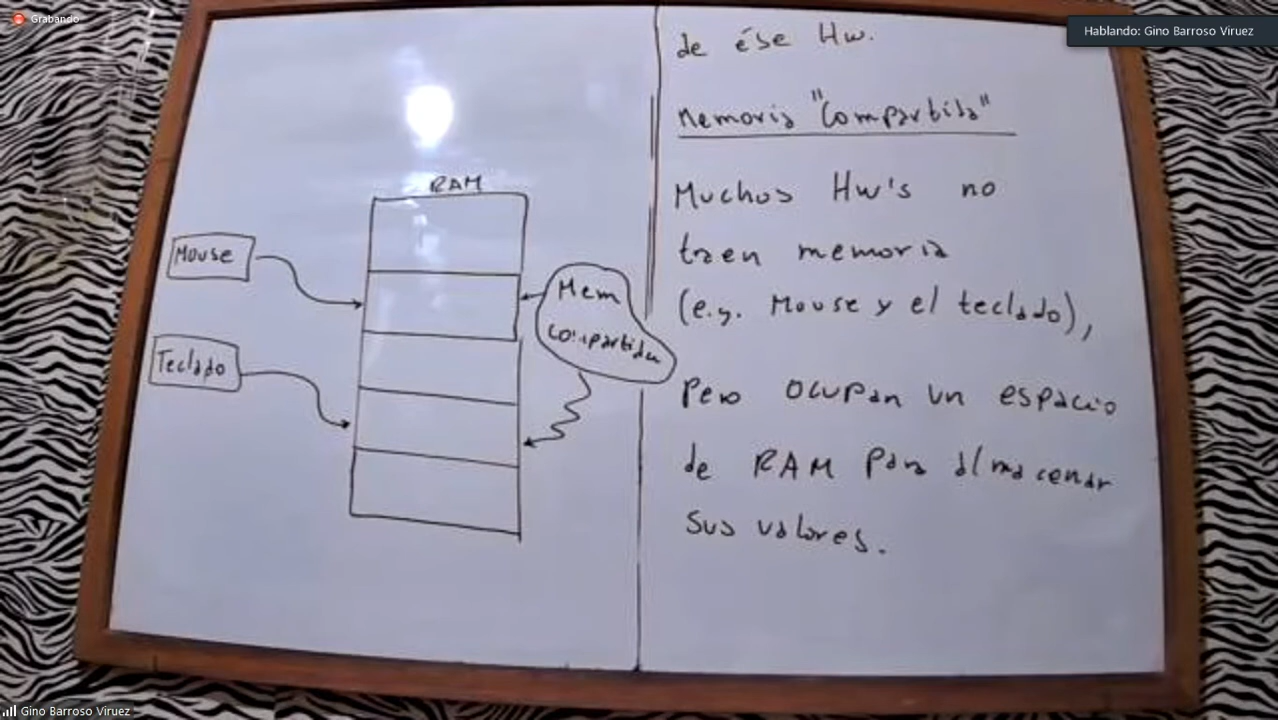 Grabando
Hablando: Gino Barroso Viruez
RAM
Mouse
Teclado
Mem
Compartida
de ése Hw.
Memoria "Compartida"
Muchos Hw's no
traen memoria
(e.g. Mouse y el teclado),
Pero ocupan un espacio
de RAM para almacenar
sus valores.
Gino Barroso Viruez